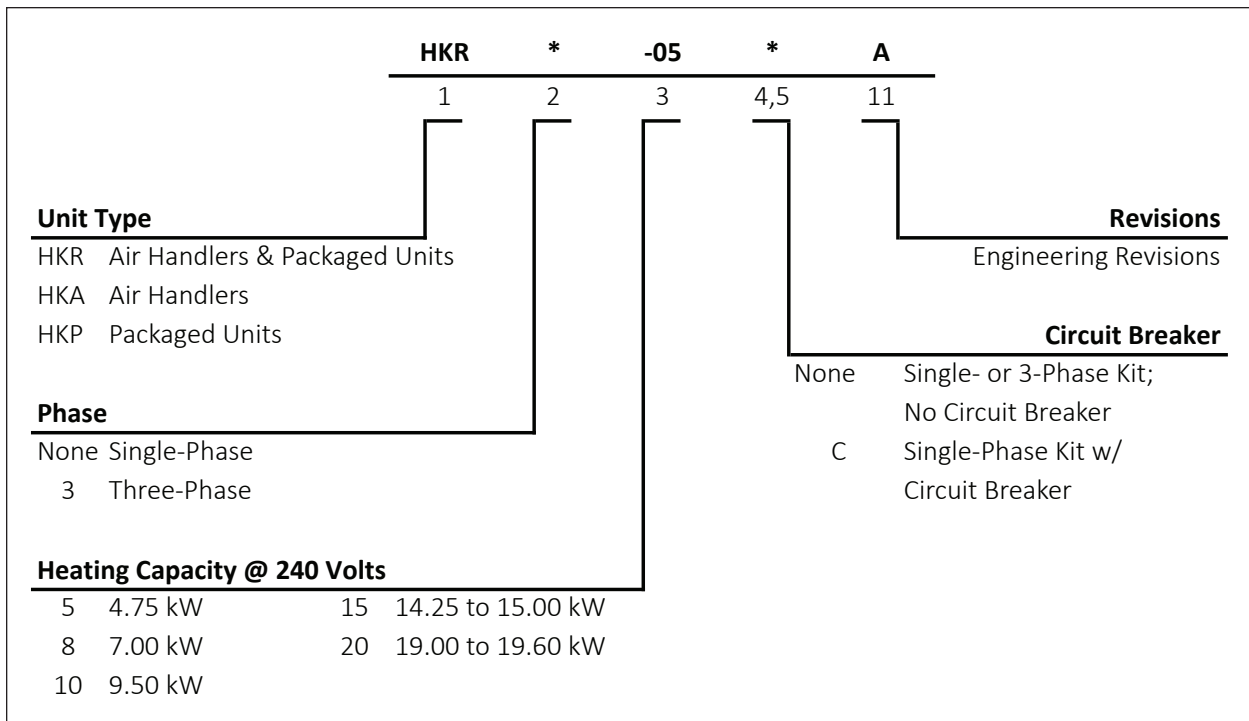 HKR * -05 * A
1 2 3 4,5 11
Unit Type
HKR Air Handlers & Packaged Units
HKA Air Handlers
HKP Packaged Units
Revisions
Engineering Revisions
Circuit Breaker
None Single- or 3-Phase Kit;
No Circuit Breaker
C Single-Phase Kit w/
Circuit Breaker
Phase
None Single-Phase
3 Three-Phase
Heating Capacity @ 240 Volts
5 4.75 kW 15 14.25 to 15.00 kW
8 7.00 kW 20 19.00 to 19.60 kW
10 9.50 kW